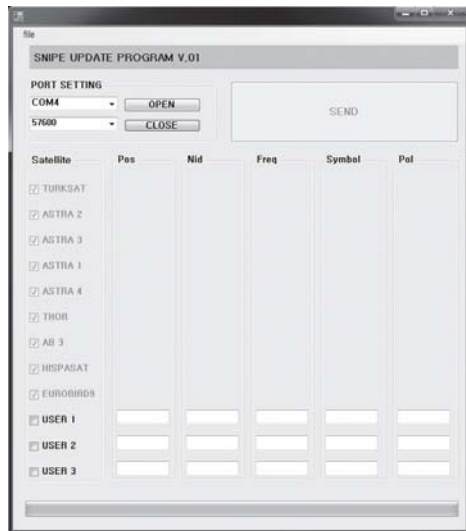 file
SNIPE UPDATE PROGRAM V.01
PORT SETTING
COM4 OPEN
57600 CLOSE
SEND
Satellite Pos Nid Freq Symbol Pol
TURKSAT
ASTRA 2
ASTRA 3
ASTRA 1
ASTRA 4
THOR
AB 3
HISPASAT
EUROBIRD9
USER 1
USER 2
USER 3